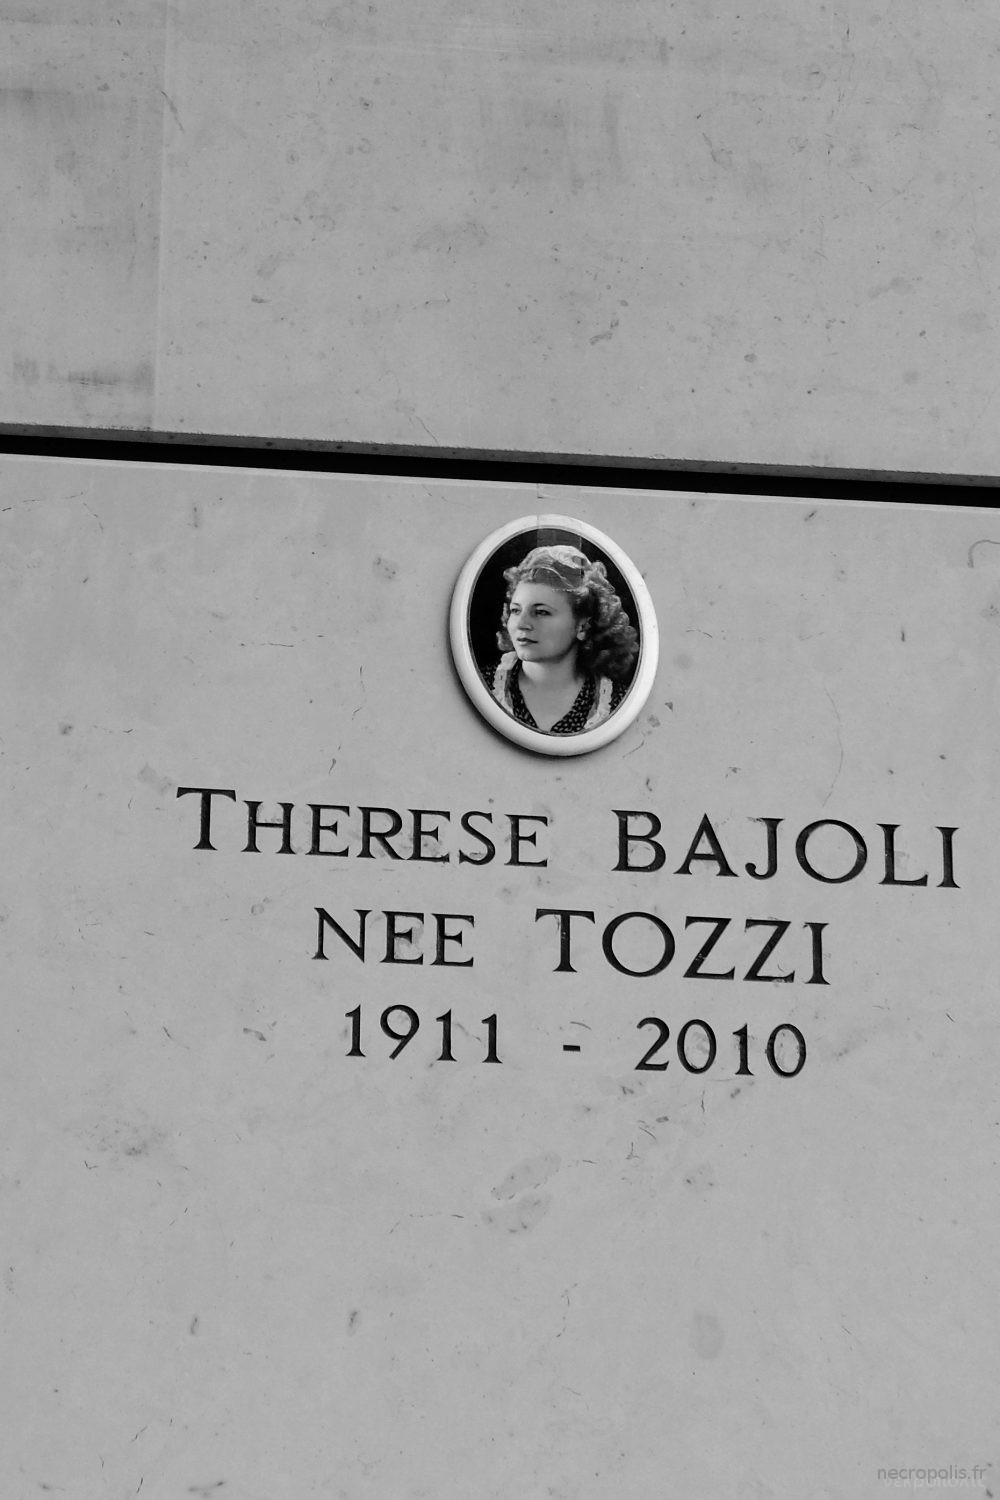 THERESE BAJOLI
NEE TOZZI
1911 - 2010
necropolis.fr